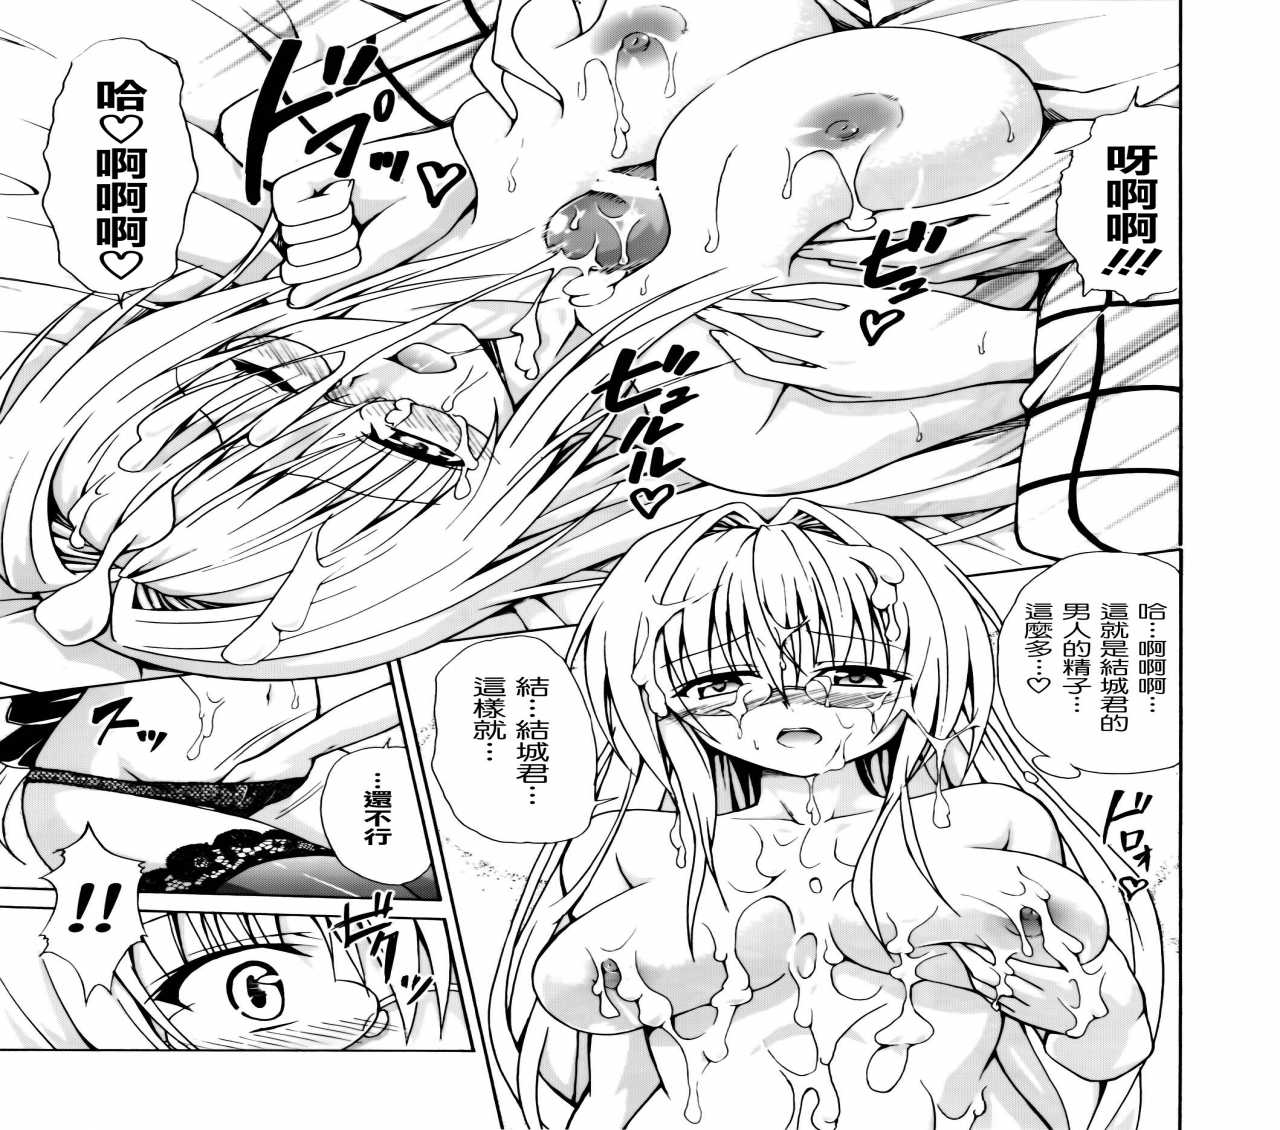 呀啊啊!!!
ビュ♡
ドプ♡
ビュルル♡
哈♡啊啊啊♡
哈…啊啊啊…
這就是結城君的
男人的精子…
這麼多…♡
ドロォ♡
結…結城君…
這樣就…
…還不行
スッ
!!
ゾクッ